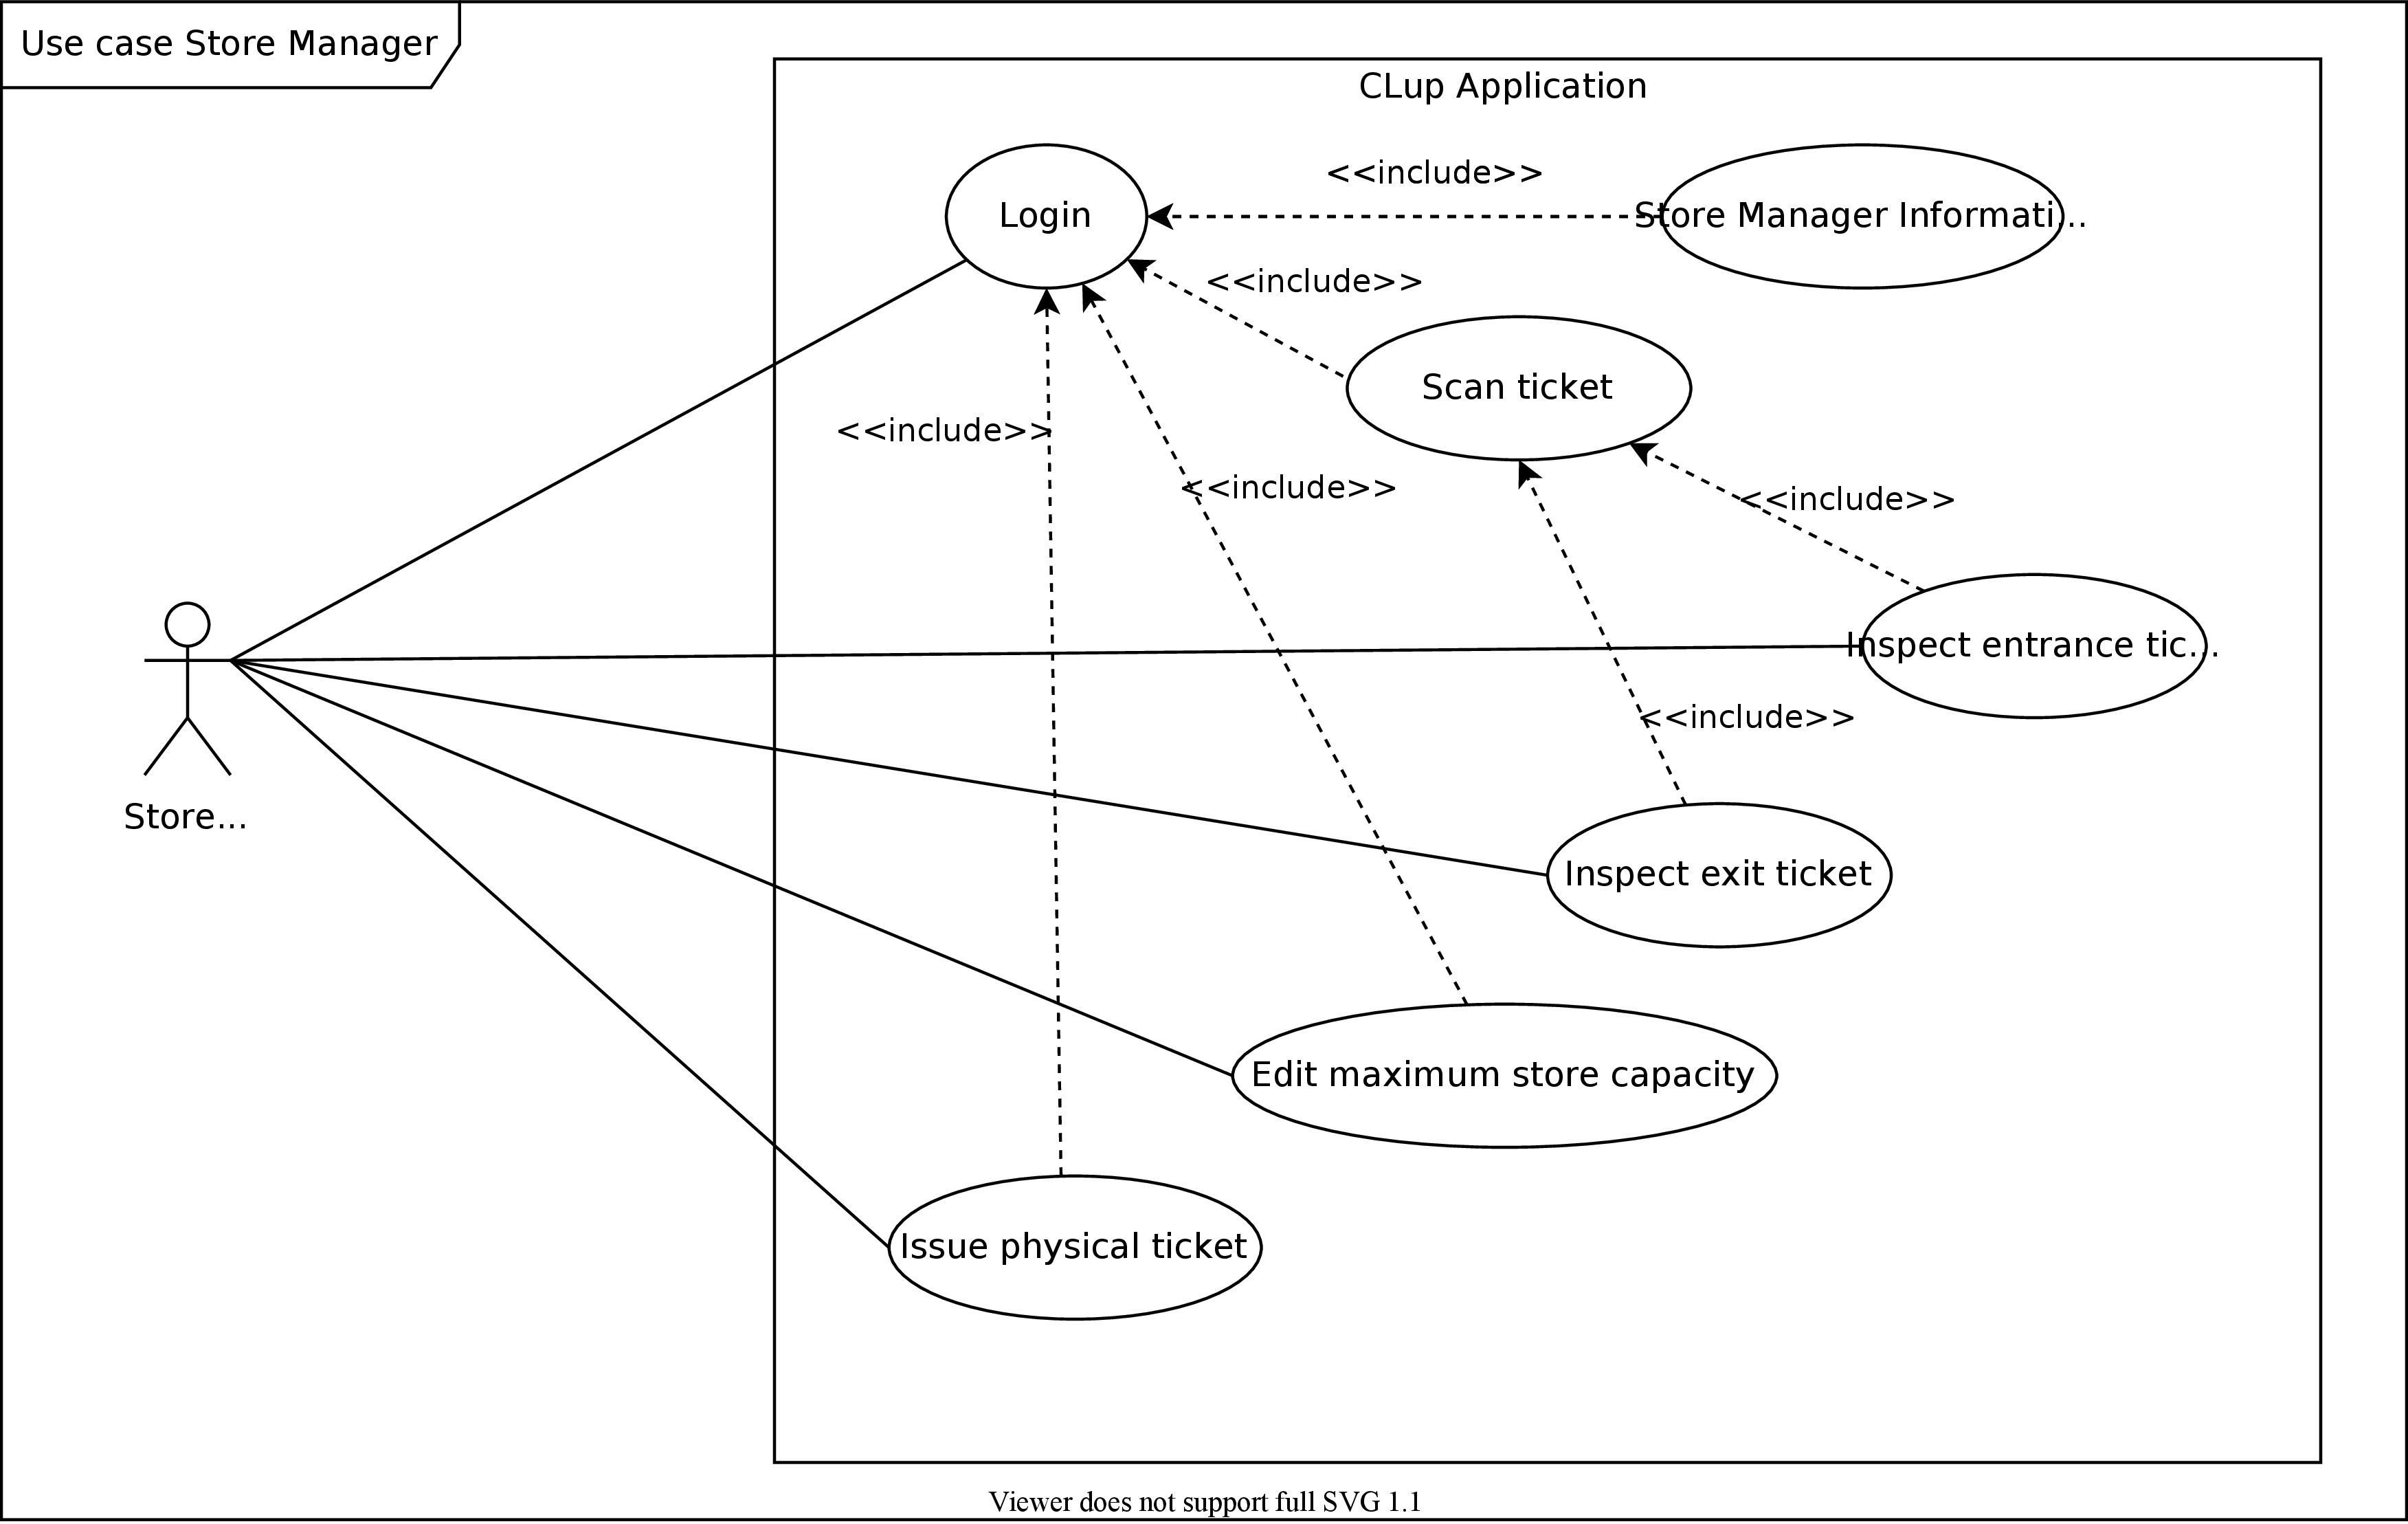 Use case Store Manager
CLup Application
<<include>>
Login
Store Manager Informati...
<<include>>
Scan ticket
<<include>>
<<include>>
<<include>>
Inspect entrance tic...
<<include>>
Store...
Inspect exit ticket
Edit maximum store capacity
Issue physical ticket
Viewer does not support full SVG 1.1